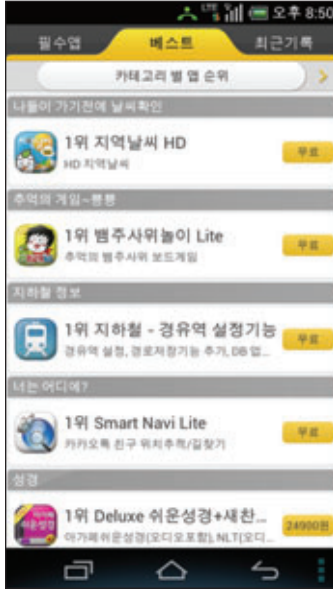 LTE 오후 8:50
필수앱 베스트 최근기록
카테고리 별 앱 순위
나들이 가기전에 날씨확인
1위 지역날씨 HD
무료
HD 지역날씨
추억의 게임~뿅뿅
1위 뱀주사위놀이 Lite
무료
추억의 뱀주사위 보드게임
지하철 정보
1위 지하철 - 경유역 설정기능
무료
경유역 설정, 경로저장기능 추가, DB 업...
너는 어디에?
1위 Smart Navi Lite
무료
카카오톡 친구 위치추적/길찾기
성경
1위 Deluxe 쉬운성경+새찬...
24900원
아가페쉬운성경(오디오포함), NLT(오디...